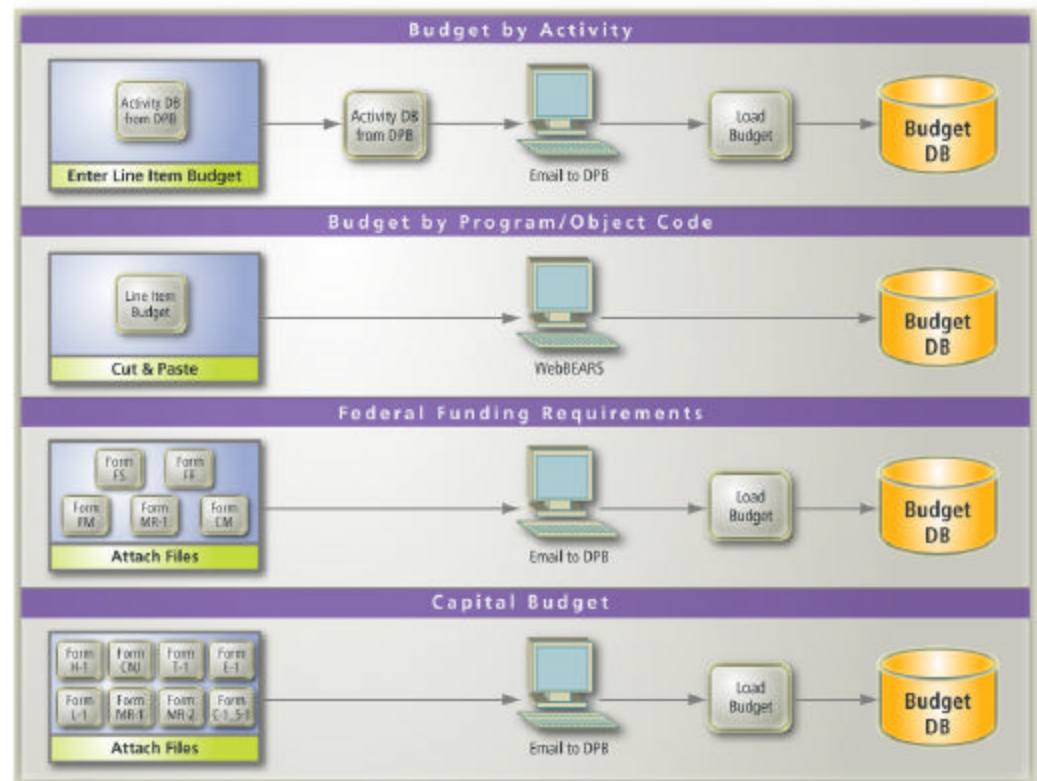 Budget by Activity
Activity DB
from DPB
Enter Line Item Budget
Activity DB
from DPB
Email to DPB
Load
Budget
Budget
DB
Budget by Program/Object Code
Line Item
Budget
Cut & Paste
WebBEARS
Budget
DB
Federal Funding Requirements
Form
FS
Form
FF
Form
FM
Form
MR-1
Form
CM
Attach Files
Email to DPB
Load
Budget
Budget
DB
Capital Budget
Form
H-1
Form
CNJ
Form
T-1
Form
E-1
Form
L-1
Form
MR-1
Form
MR-2
Form
C-1, S-1
Attach Files
Email to DPB
Load
Budget
Budget
DB